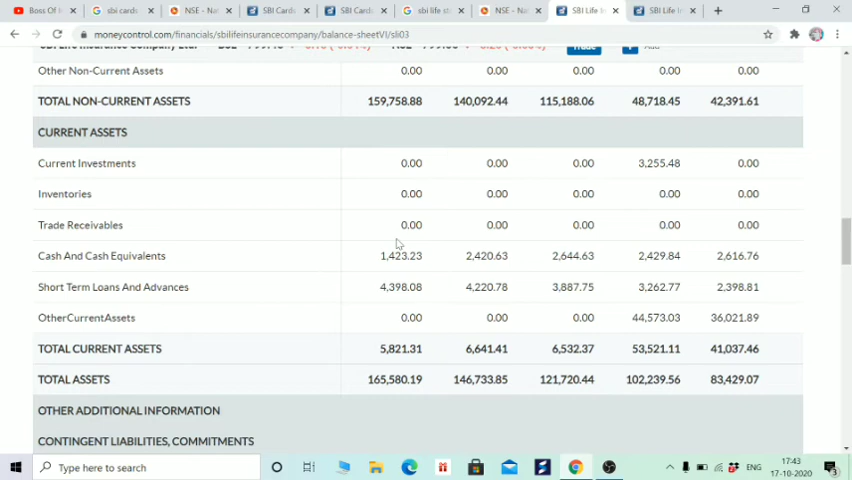 Boss Of
sbi cards
NSE - Na
SBI Cards
SBI Cards
sbi life st
NSE - Na
SBI Life In
SBI Life In
moneycontrol.com/financials/sbilifeinsurancecompany/balance-sheetVI/sli03
Other Non-Current Assets 0.00 0.00 0.00 0.00 0.00
TOTAL NON-CURRENT ASSETS 159,758.88 140,092.44 115,188.06 48,718.45 42,391.61
CURRENT ASSETS
Current Investments 0.00 0.00 0.00 3,255.48 0.00
Inventories 0.00 0.00 0.00 0.00 0.00
Trade Receivables 0.00 0.00 0.00 0.00 0.00
Cash And Cash Equivalents 1,423.23 2,420.63 2,644.63 2,429.84 2,616.76
Short Term Loans And Advances 4,398.08 4,220.78 3,887.75 3,262.77 2,398.81
OtherCurrentAssets 0.00 0.00 0.00 44,573.03 36,021.89
TOTAL CURRENT ASSETS 5,821.31 6,641.41 6,532.37 53,521.11 41,037.46
TOTAL ASSETS 165,580.19 146,733.85 121,720.44 102,239.56 83,429.07
OTHER ADDITIONAL INFORMATION
CONTINGENT LIABILITIES, COMMITMENTS
Type here to search
ENG
17:43
17-10-2020